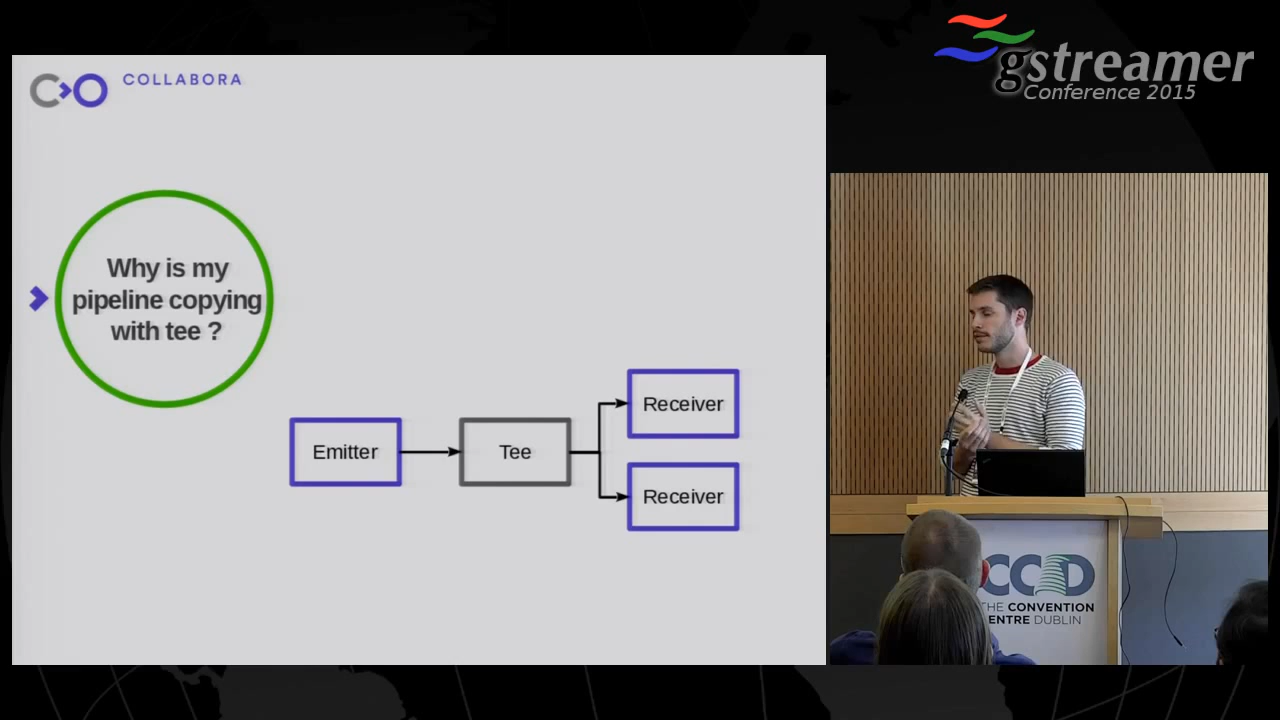 COLLABORA
gstreamer
Conference 2015
Why is my
pipeline copying
with tee ?
Emitter
Tee
Receiver
Receiver
CCD
THE CONVENTION
ENTRE DUBLIN